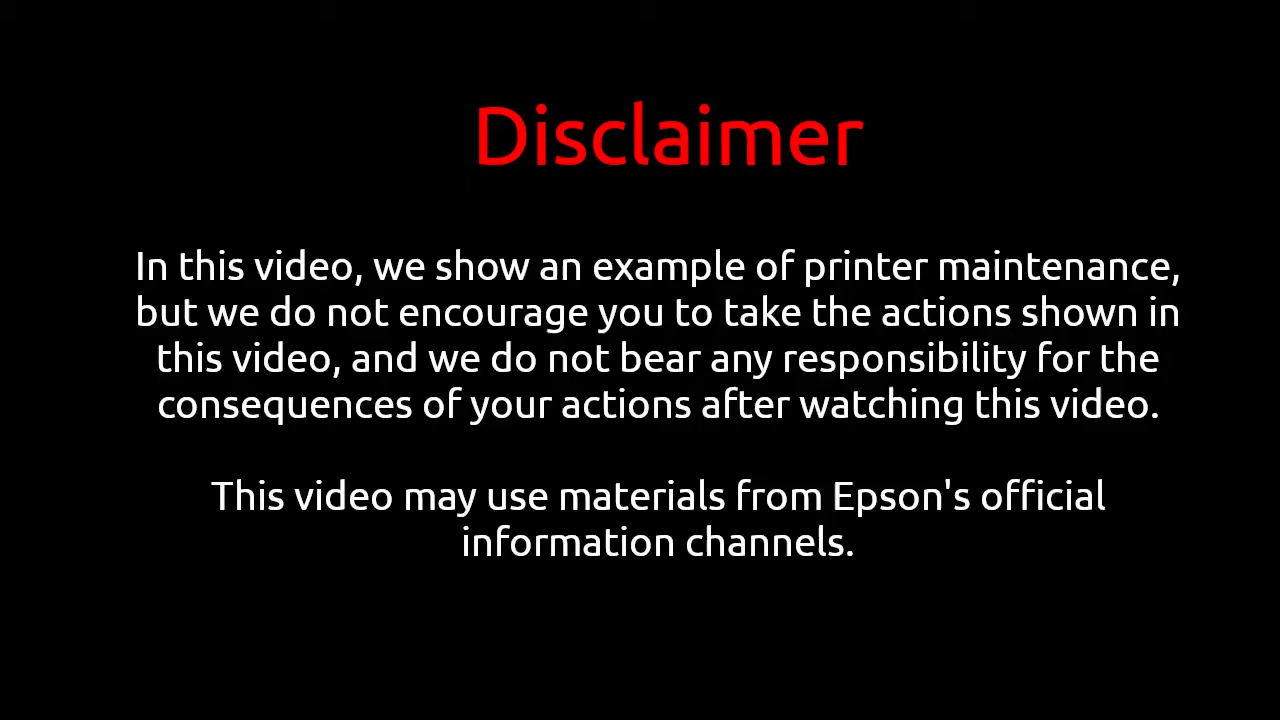 Disclaimer
In this video, we show an example of printer maintenance,
but we do not encourage you to take the actions shown in
this video, and we do not bear any responsibility for the
consequences of your actions after watching this video.
This video may use materials from Epson's official
information channels.